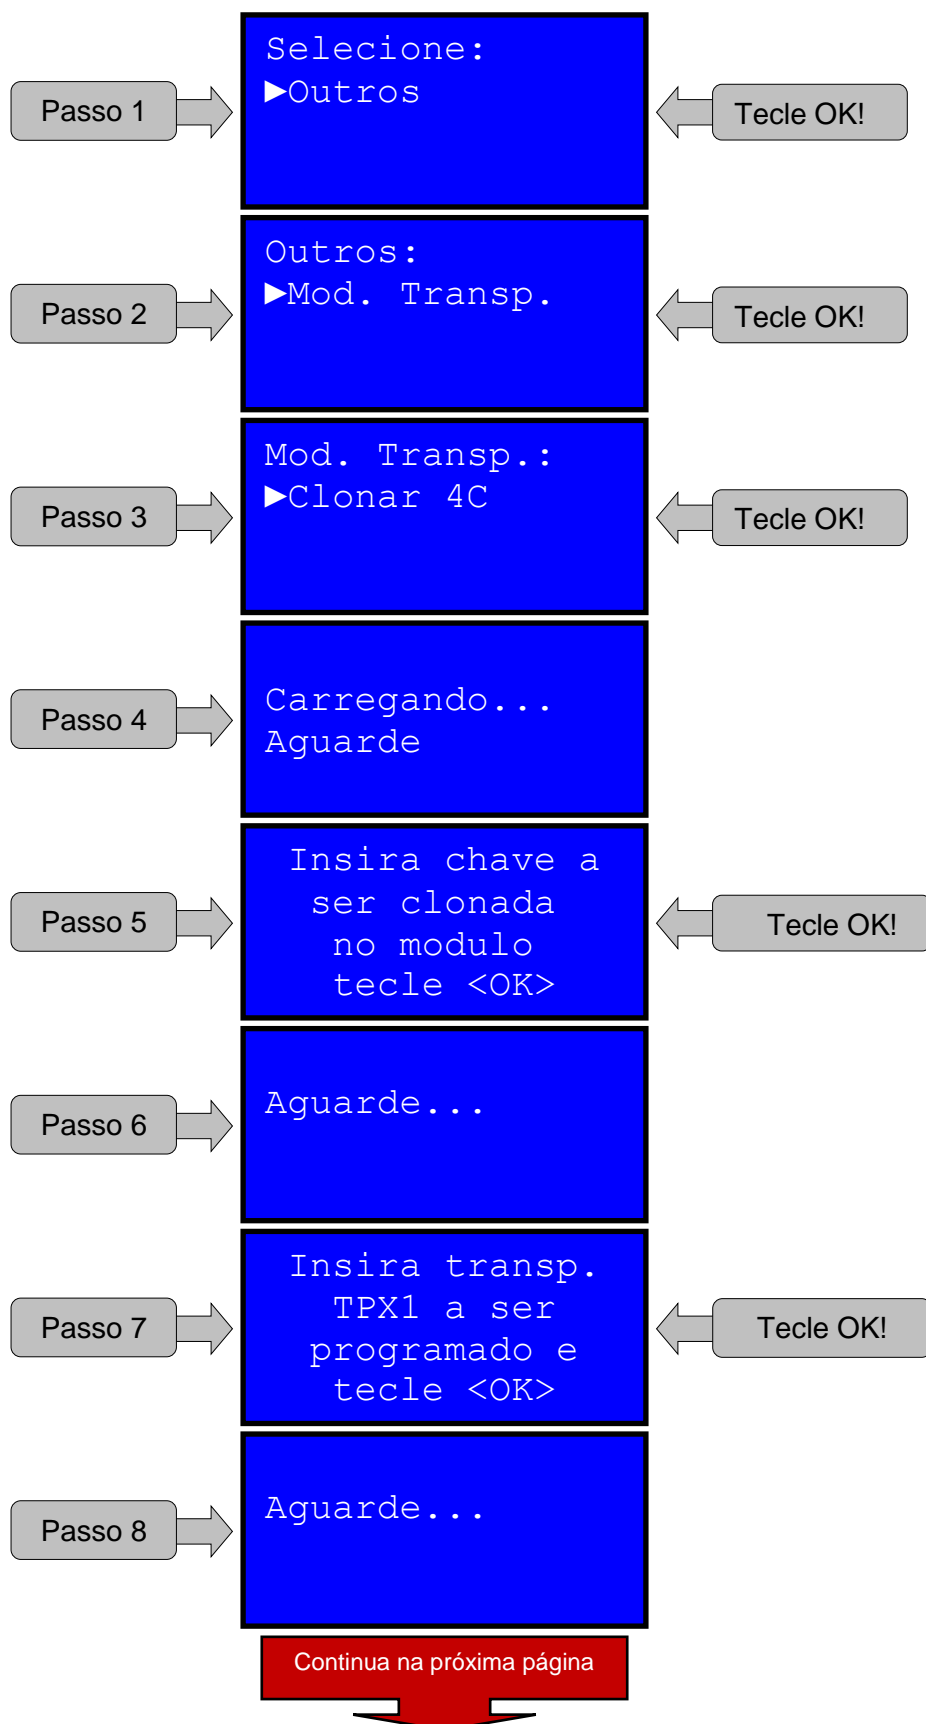 Selecione:
Passo 1
►Outros
Tecle OK!
Outros:
Passo 2
►Mod. Transp.
Tecle OK!
Mod. Transp.:
Passo 3
►Clonar 4C
Tecle OK!
Passo 4
Carregando...
Aguarde
Insira chave a
ser clonada
no modulo
tecle <OK>
Passo 5
Tecle OK!
Passo 6
Aguarde...
Insira transp.
TPX1 a ser
programado e
tecle <OK>
Passo 7
Tecle OK!
Passo 8
Aguarde...
Continua na próxima página